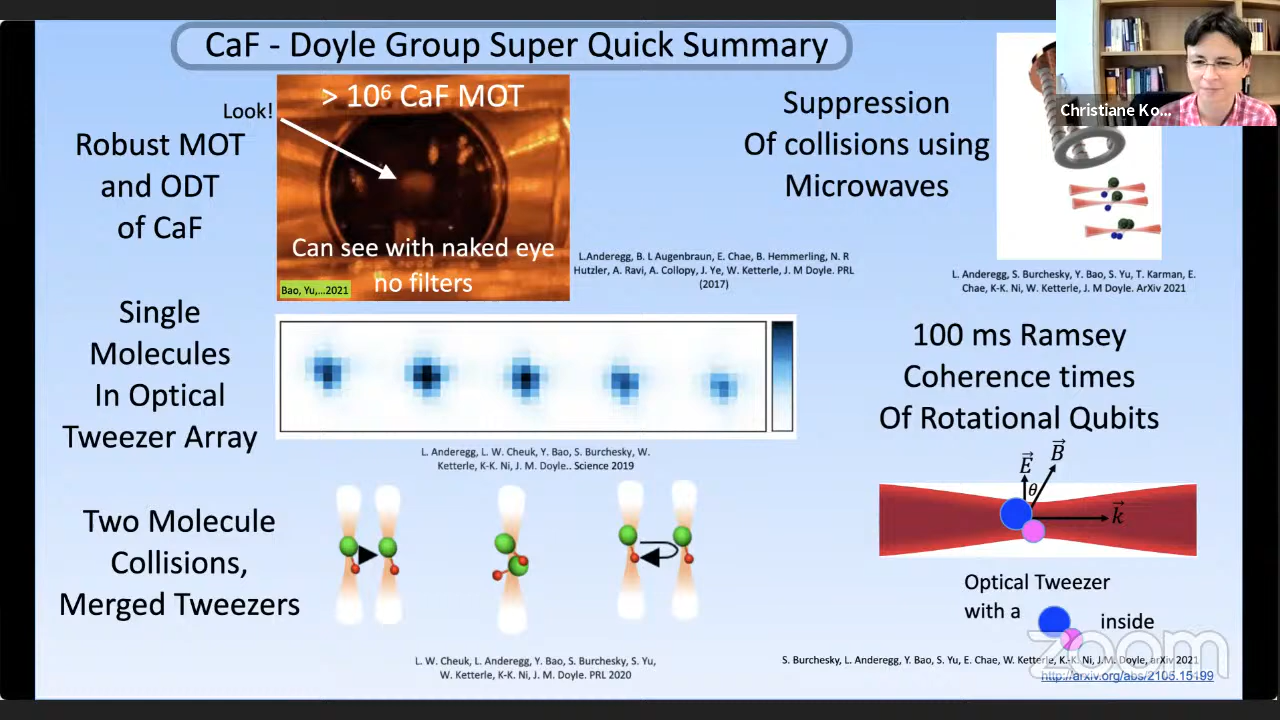 CaF - Doyle Group Super Quick Summary
Christiane Ko...
Look!
Robust MOT
and ODT
of CaF
> 10⁶ CaF MOT
Can see with naked eye
no filters
Bao, Yu,...2021
L.Anderegg, B. L Augenbraun, E. Chae, B. Hemmerling, N. R
Hutzler, A. Ravi, A. Collopy, J. Ye, W. Ketterle, J. M Doyle. PRL
(2017)
Suppression
Of collisions using
Microwaves
L. Anderegg, S. Burchesky, Y. Bao, S. Yu, T. Karman, E.
Chae, K-K. Ni, W. Ketterle, J. M Doyle. ArXiv 2021
Single
Molecules
In Optical
Tweezer Array
L. Anderegg, L. W. Cheuk, Y. Bao, S. Burchesky, W.
Ketterle, K-K. Ni, J. M. Doyle.. Science 2019
100 ms Ramsey
Coherence times
Of Rotational Qubits
E⃗
B⃗
θ
k⃗
Optical Tweezer
with a
inside
Two Molecule
Collisions,
Merged Tweezers
L. W. Cheuk, L. Anderegg, Y. Bao, S. Burchesky, S. Yu,
W. Ketterle, K-K. Ni, J. M. Doyle. PRL 2020
S. Burchesky, L. Anderegg, Y. Bao, S. Yu, E. Chae, W. Ketterle, K.-K. Ni, J.M. Doyle, arXiv 2021
http://arxiv.org/abs/2105.15199
zoom